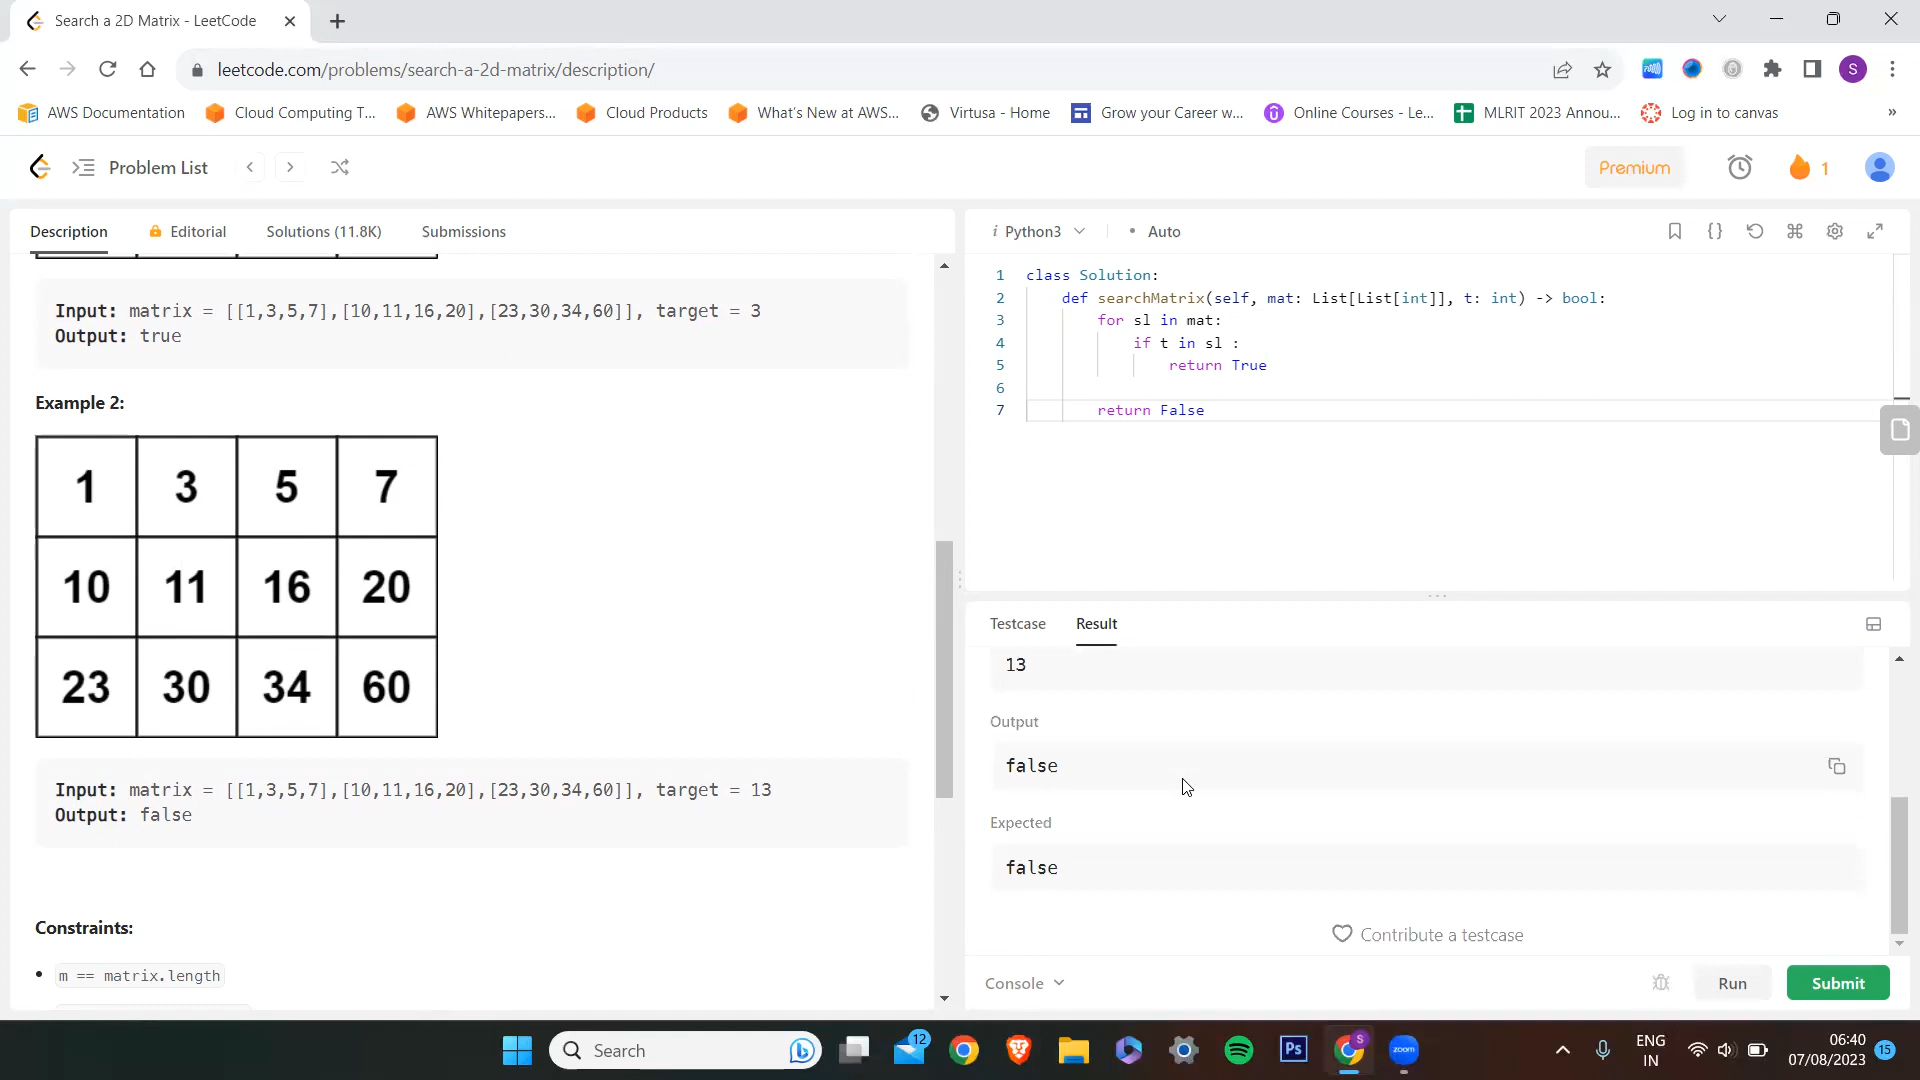 Search a 2D Matrix - LeetCode
leetcode.com/problems/search-a-2d-matrix/description/
S
AWS Documentation
Cloud Computing T...
AWS Whitepapers...
Cloud Products
What's New at AWS...
Virtusa - Home
Grow your Career w...
Online Courses - Le...
MLRIT 2023 Annou...
Log in to canvas
»
Problem List
Premium
1
Description
Editorial
Solutions (11.8K)
Submissions
Input: matrix = [[1,3,5,7],[10,11,16,20],[23,30,34,60]], target = 3
Output: true
Example 2:
1 3 5 7
10 11 16 20
23 30 34 60
Input: matrix = [[1,3,5,7],[10,11,16,20],[23,30,34,60]], target = 13
Output: false
Constraints:
• m == matrix.length
i Python3
• Auto
1 class Solution:
2 def searchMatrix(self, mat: List[List[int]], t: int) -> bool:
3 for sl in mat:
4 if t in sl :
5 return True
6
7 return False
Testcase
Result
13
Output
false
Expected
false
Contribute a testcase
Console
Run
Submit
Search
12
Ps
S
zoom
ENG
IN
06:40
07/08/2023
15